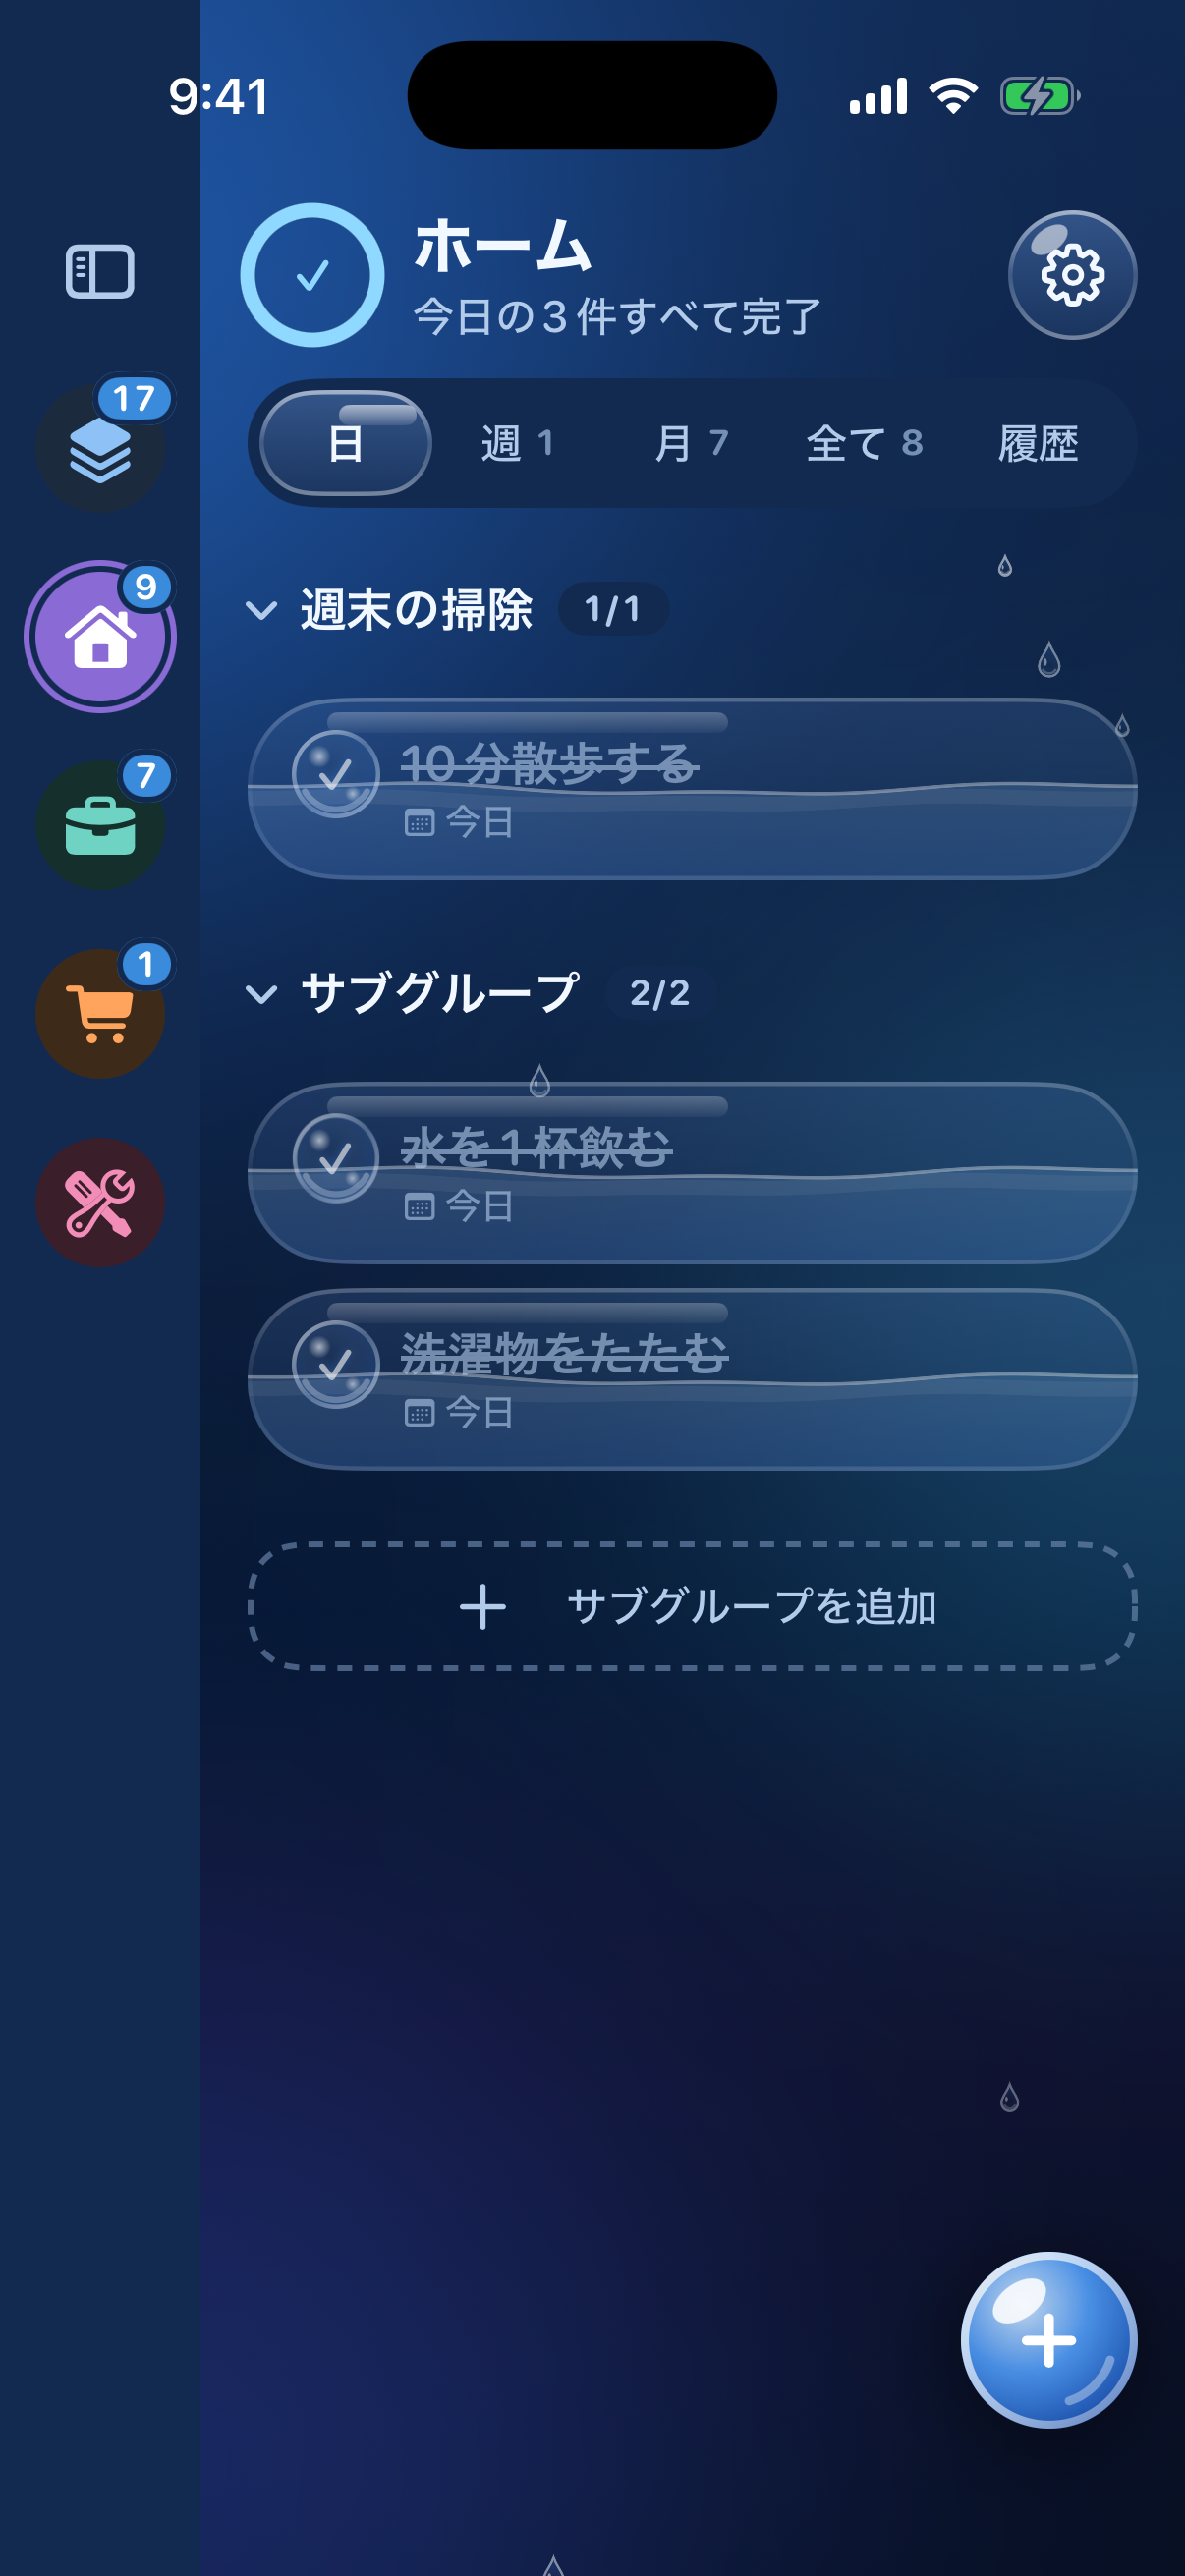 9:41
ホーム
今日の3件すべて完了
17
日 週 1 月 7 全て 8 履歴
9
週末の掃除 1/1
7
10分散歩する
今日
1
サブグループ 2/2
水を1杯飲む
今日
洗濯物をたたむ
今日
サブグループを追加